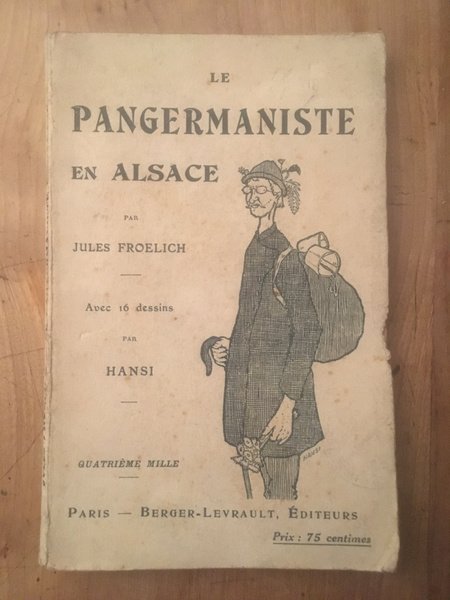 LE
PANGERMANISTE
EN ALSACE
PAR
JULES FROELICH
Avec 16 dessins
PAR
HANSI
QUATRIÈME MILLE
PARIS — BERGER-LEVRAULT, ÉDITEURS
Prix : 75 centimes